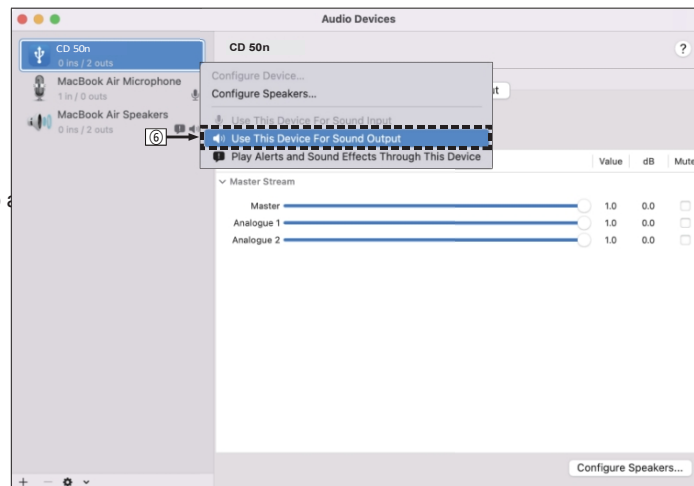 Audio Devices
CD 50n
0 ins / 2 outs
MacBook Air Microphone
1 in / 0 outs
MacBook Air Speakers
0 ins / 2 outs
⑥
CD 50n
?
Configure Device...
Configure Speakers...
Use This Device For Sound Input
Use This Device For Sound Output
Play Alerts and Sound Effects Through This Device
Value dB Mute
Master Stream
Master 1.0 0.0
Analogue 1 1.0 0.0
Analogue 2 1.0 0.0
Configure Speakers...